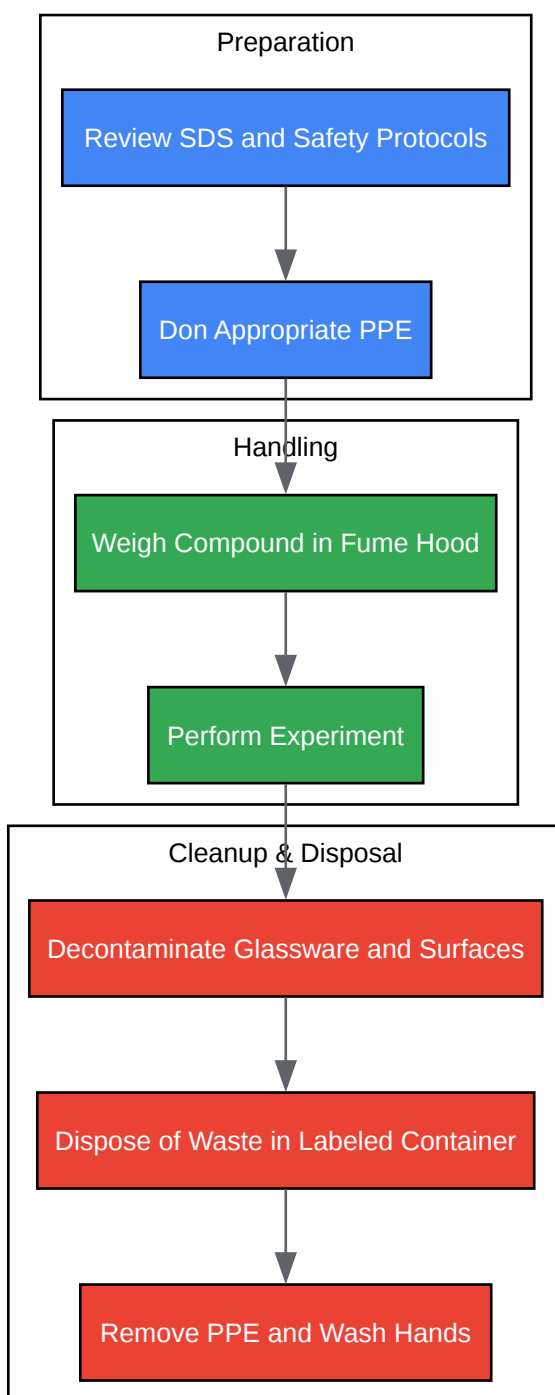 Preparation
Review SDS and Safety Protocols
Don Appropriate PPE
Handling
Weigh Compound in Fume Hood
Perform Experiment
Cleanup & Disposal
Decontaminate Glassware and Surfaces
Dispose of Waste in Labeled Container
Remove PPE and Wash Hands